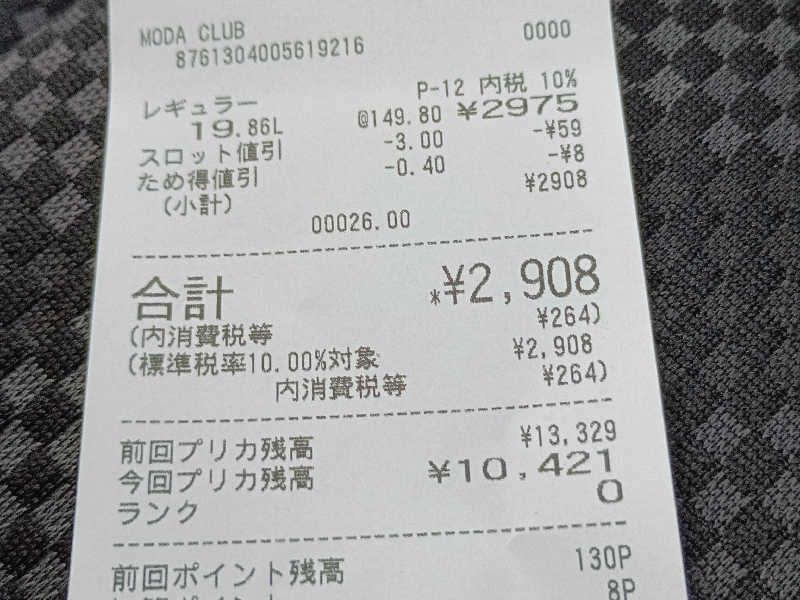 MODA CLUB 0000
8761304005619216
P-12 内税 10%
レギュラー
19.86L @149.80 ¥2975
スロット値引 -3.00 -¥59
ため得値引 -0.40 -¥8
(小計) ¥2908
00026.00
合計 *¥2,908
(内消費税等 ¥264)
(標準税率10.00%対象 ¥2,908
内消費税等 ¥264)
前回プリカ残高 ¥13,329
今回プリカ残高 ¥10,421
ランク 0
前回ポイント残高 130P
ポイント 8P